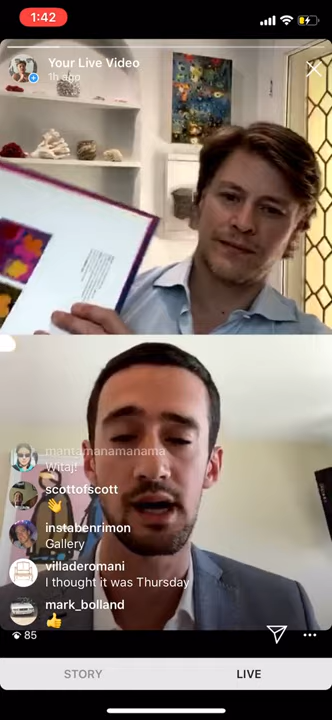 1:42
Your Live Video
1h ago
mantamanamanama
Witaj!
scottofscott
👋
instabenrimon
Gallery
villaderomani
I thought it was Thursday
mark_bolland
👍
85
STORY
LIVE